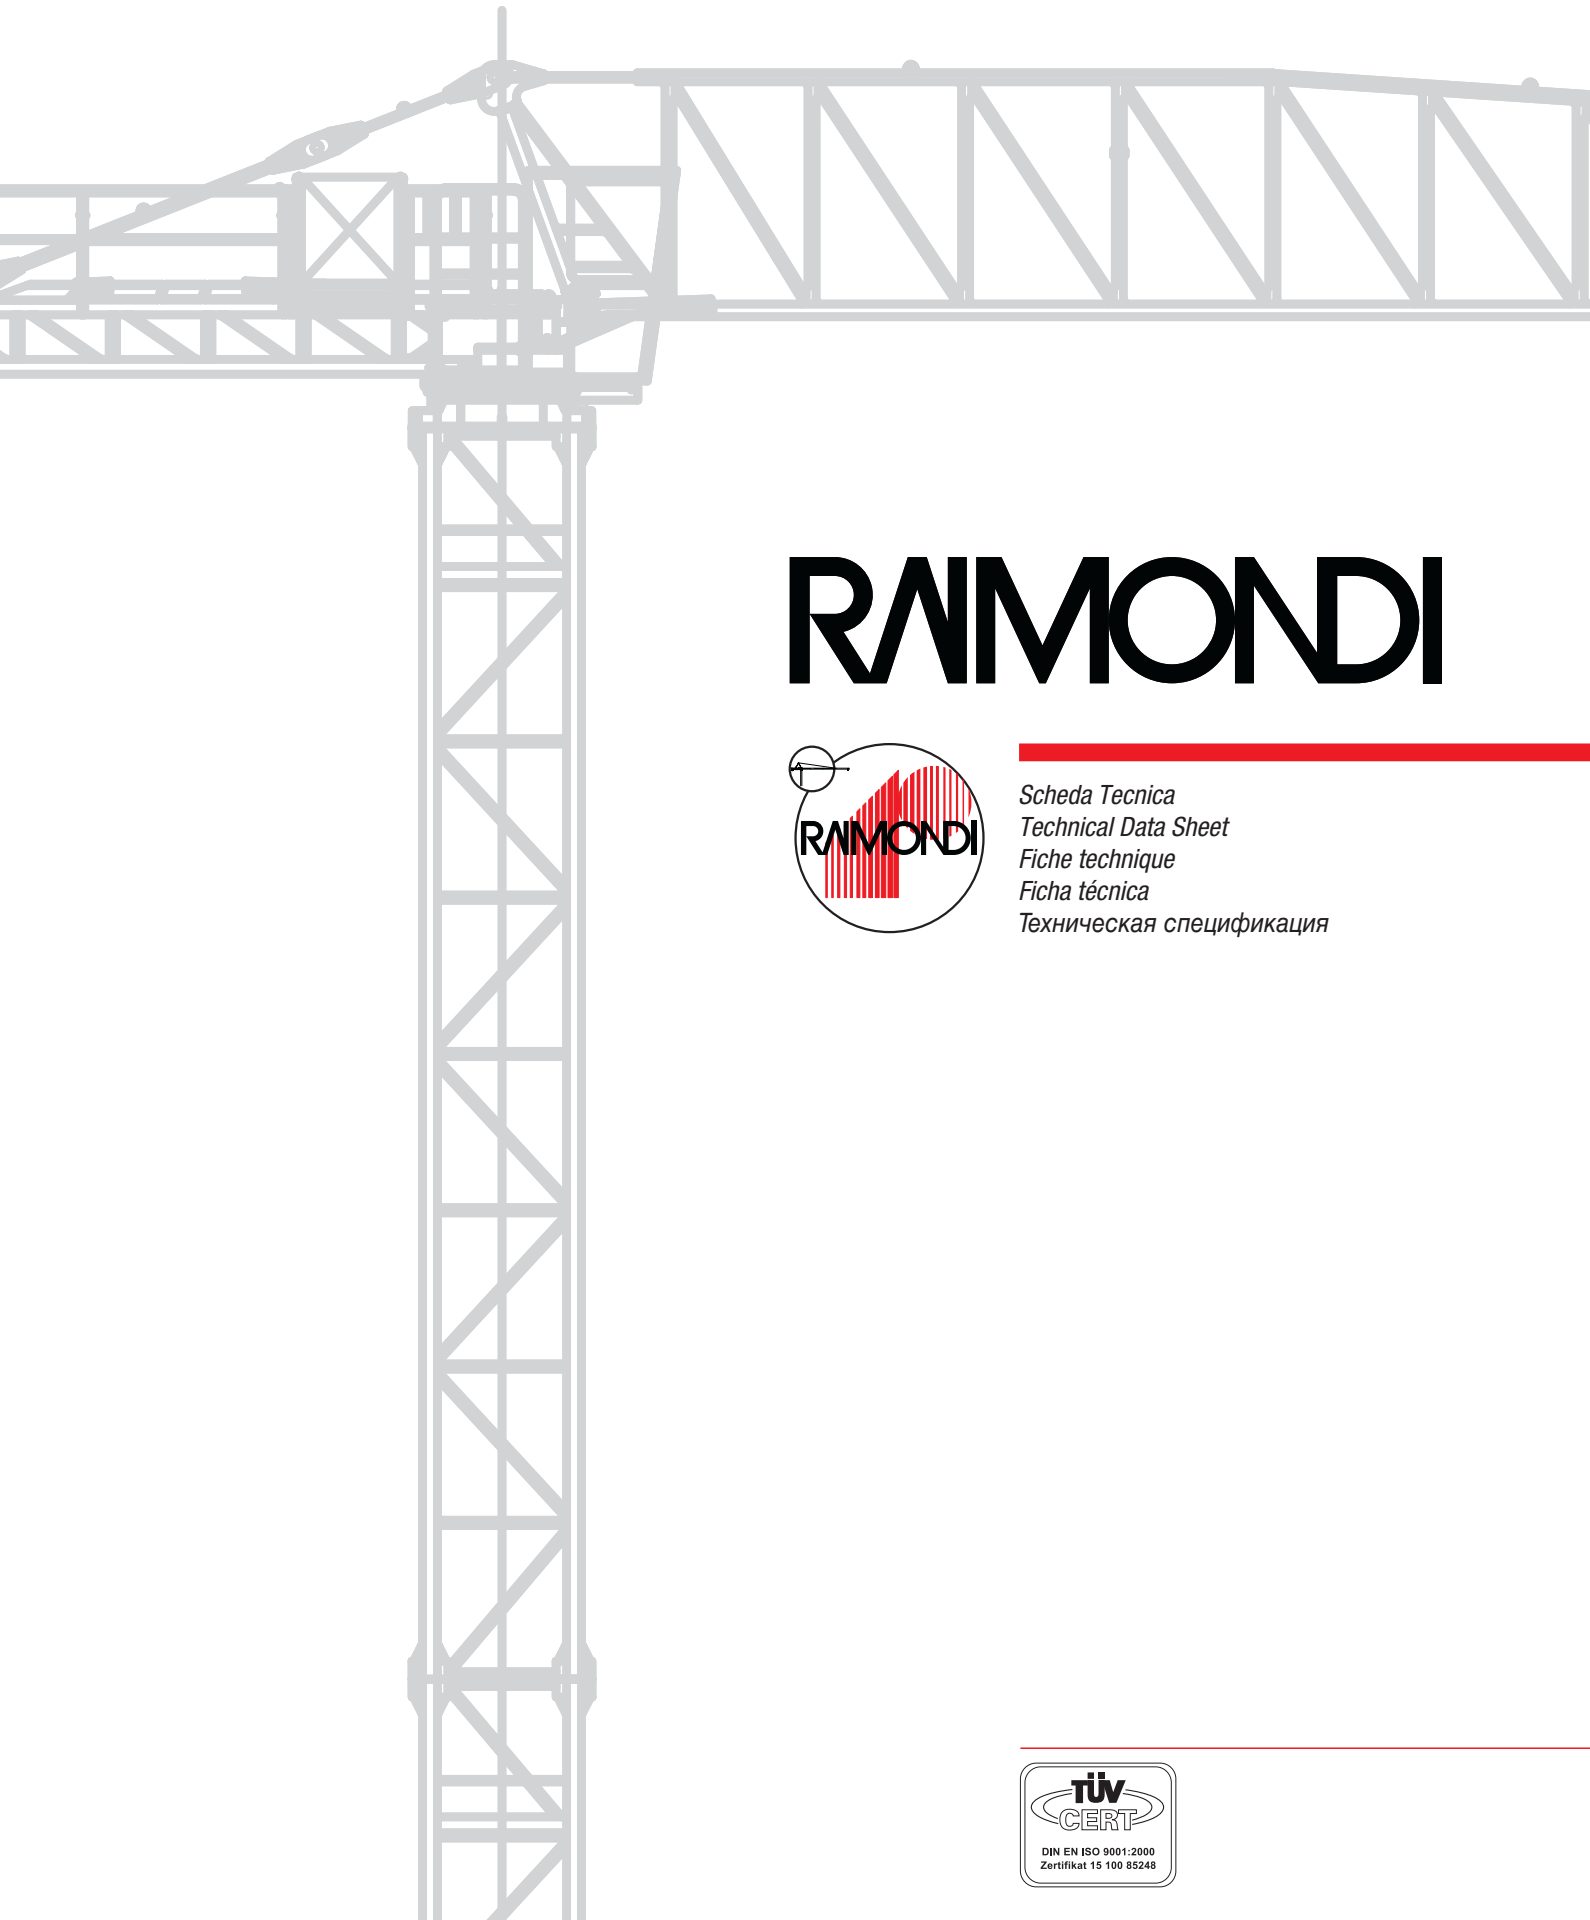 RAIMONDI
RAIMONDI
Scheda Tecnica
Technical Data Sheet
Fiche technique
Ficha técnica
Техническая спецификация
TÜV
CERT
DIN EN ISO 9001:2000
Zertifikat 15 100 85248